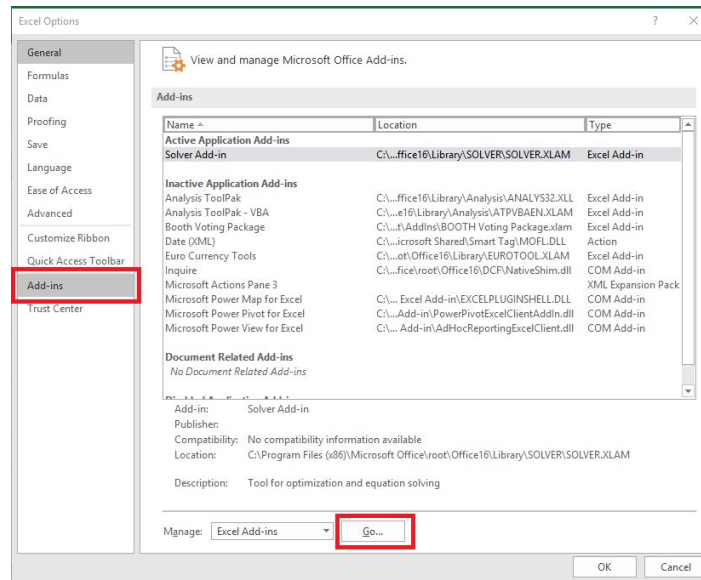 Excel Options
General
Formulas
Data
Proofing
Save
Language
Ease of Access
Advanced
Customize Ribbon
Quick Access Toolbar
Add-ins
Trust Center
View and manage Microsoft Office Add-ins.
Add-ins
Name Location Type
Active Application Add-ins
Solver Add-in C:\...ffice16\Library\SOLVER\SOLVER.XLAM Excel Add-in
Inactive Application Add-ins
Analysis ToolPak C:\...ffice16\Library\Analysis\ANALYS32.XLL Excel Add-in
Analysis ToolPak - VBA C:\...e16\Library\Analysis\ATPVBAEN.XLAM Excel Add-in
Booth Voting Package C:\...t\AddIns\BOOTH Voting Package.xlam Excel Add-in
Date (XML) C:\...icrosoft Shared\Smart Tag\MOFL.DLL Action
Euro Currency Tools C:\...ot\Office16\Library\EUROTOOL.XLAM Excel Add-in
Inquire C:\...fice\root\Office16\DCF\NativeShim.dll COM Add-in
Microsoft Actions Pane 3 XML Expansion Pack
Microsoft Power Map for Excel C:\... Excel Add-in\EXCELPLUGINSHELL.DLL COM Add-in
Microsoft Power Pivot for Excel C:\...Add-in\PowerPivotExcelClientAddIn.dll COM Add-in
Microsoft Power View for Excel C:\... Add-in\AdHocReportingExcelClient.dll COM Add-in
Document Related Add-ins
No Document Related Add-ins
Add-in: Solver Add-in
Publisher:
Compatibility: No compatibility information available
Location: C:\Program Files (x86)\Microsoft Office\root\Office16\Library\SOLVER\SOLVER.XLAM
Description: Tool for optimization and equation solving
Manage: Excel Add-ins Go...
OK Cancel